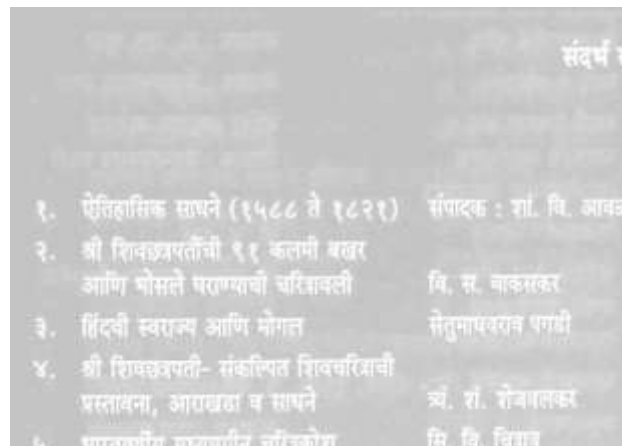 संदर्भ
१. ऐतिहासिक साधने (१५८८ ते १८२१) संपादक : शां. वि.
२. श्री शिवछत्रपतींची ९१ कलमी बखर
आणि भोसले घराण्याची चरित्रावली वि. स. वाकसकर
३. हिंदवी स्वराज्य आणि मोगल सेतुमाधवराव पगडी
४. श्री शिवछत्रपती- संकल्पित शिवचरित्राची
प्रस्तावना, आराखडा व साधने त्र्यं. शं. शेजवलकर